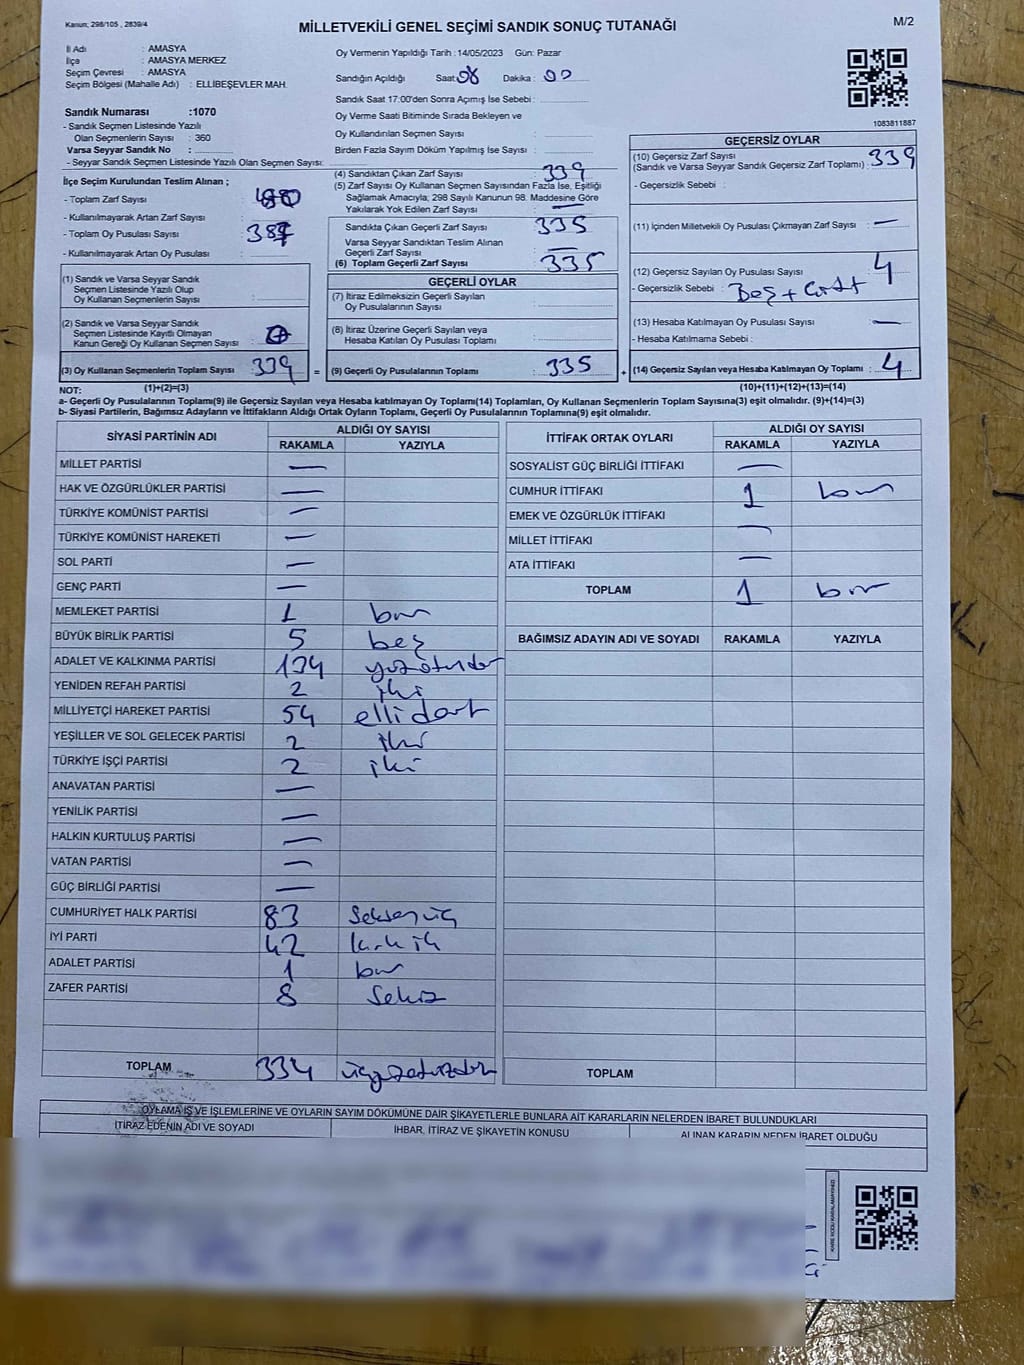 Kanun; 298/105 , 2839/4
MİLLETVEKİLİ GENEL SEÇİMİ SANDIK SONUÇ TUTANAĞI
M/2
İl Adı : AMASYA
İlçe : AMASYA MERKEZ
Seçim Çevresi : AMASYA
Seçim Bölgesi (Mahalle Adı) : ELLİBEŞEVLER MAH.
Sandık Numarası :1070
- Sandık Seçmen Listesinde Yazılı
Olan Seçmenlerin Sayısı : 360
Varsa Seyyar Sandık No :
- Seyyar Sandık Seçmen Listesinde Yazılı Olan Seçmen Sayısı:
Oy Vermenin Yapıldığı Tarih : 14/05/2023 Gün: Pazar
Sandığın Açıldığı Saat: 08 Dakika : 00
Sandık Saat 17:00'den Sonra Açımış İse Sebebi :
Oy Verme Saati Bitiminde Sırada Bekleyen ve
Oy Kullandırılan Seçmen Sayısı :
Birden Fazla Sayım Döküm Yapılmış İse Sayısı :
1083811887
İlçe Seçim Kurulundan Teslim Alınan ;
- Toplam Zarf Sayısı
- Kullanılmayarak Artan Zarf Sayısı :
- Toplam Oy Pusulası Sayısı
- Kullanılmayarak Artan Oy Pusulası :
(1) Sandık ve Varsa Seyyar Sandık
Seçmen Listesinde Yazılı Olup
Oy Kullanan Seçmenlerin Sayısı :
(2) Sandık ve Varsa Seyyar Sandık
Seçmen Listesinde Kayıtlı Olmayan
Kanun Gereği Oy Kullanan Seçmen Sayısı :
(3) Oy Kullanan Seçmenlerin Toplam Sayısı : 339
(1)+(2)=(3)
(4) Sandıktan Çıkan Zarf Sayısı : 339
(5) Zarf Sayısı Oy Kullanan Seçmen Sayısından Fazla İse, Eşitliği
Sağlamak Amacıyla; 298 Sayılı Kanunun 98. Maddesine Göre
Yakılarak Yok Edilen Zarf Sayısı : —
Sandıkta Çıkan Geçerli Zarf Sayısı : 335
Varsa Seyyar Sandıktan Teslim Alınan
Geçerli Zarf Sayısı : —
(6) Toplam Geçerli Zarf Sayısı : 335
GEÇERLİ OYLAR
(7) İtiraz Edilmeksizin Geçerli Sayılan
Oy Pusulalarının Sayısı :
(8) İtiraz Üzerine Geçerli Sayılan veya
Hesaba Katılan Oy Pusulası Toplamı :
= (9) Geçerli Oy Pusulalarının Toplamı : 335
GEÇERSİZ OYLAR
(10) Geçersiz Zarf Sayısı
(Sandık ve Varsa Seyyar Sandık Geçersiz Zarf Toplamı) : 339
- Geçersizlik Sebebi :
(11) İçinden Milletvekili Oy Pusulası Çıkmayan Zarf Sayısı : —
(12) Geçersiz Sayılan Oy Pusulası Sayısı : 4
- Geçersizlik Sebebi :
(13) Hesaba Katılmayan Oy Pusulası Sayısı : —
- Hesaba Katılmama Sebebi :
+ (14) Geçersiz Sayılan veya Hesaba Katılmayan Oy Toplamı : 4
(10)+(11)+(12)+(13)=(14)
NOT:
a- Geçerli Oy Pusulalarının Toplamı(9) ile Geçersiz Sayılan veya Hesaba katılmayan Oy Toplamı(14) Toplamları, Oy Kullanan Seçmenlerin Toplam Sayısına(3) eşit olmalıdır. (9)+(14)=(3)
b- Siyasi Partilerin, Bağımsız Adayların ve İttifakların Aldığı Ortak Oyların Toplamı, Geçerli Oy Pusulalarının Toplamına(9) eşit olmalıdır.
SİYASİ PARTİNİN ADI ALDIĞI OY SAYISI
RAKAMLA YAZIYLA
MİLLET PARTİSİ —
HAK VE ÖZGÜRLÜKLER PARTİSİ —
TÜRKİYE KOMÜNİST PARTİSİ —
TÜRKİYE KOMÜNİST HAREKETİ —
SOL PARTİ —
GENÇ PARTİ —
MEMLEKET PARTİSİ 1 bir
BÜYÜK BİRLİK PARTİSİ 5 beş
ADALET VE KALKINMA PARTİSİ 134 yüzotuzdör
YENİDEN REFAH PARTİSİ 2 iki
MİLLİYETÇİ HAREKET PARTİSİ 54 elli dört
YEŞİLLER VE SOL GELECEK PARTİSİ 2 iki
TÜRKİYE İŞÇİ PARTİSİ 2 iki
ANAVATAN PARTİSİ —
YENİLİK PARTİSİ —
HALKIN KURTULUŞ PARTİSİ —
VATAN PARTİSİ —
GÜÇ BİRLİĞİ PARTİSİ —
CUMHURİYET HALK PARTİSİ 83 seksenüç
İYİ PARTİ 42 kırk iki
ADALET PARTİSİ 1 bir
ZAFER PARTİSİ 8 sekiz
TOPLAM 334 üçyüzotuzdört
İTTİFAK ORTAK OYLARI ALDIĞI OY SAYISI
RAKAMLA YAZIYLA
SOSYALİST GÜÇ BİRLİĞİ İTTİFAKI —
CUMHUR İTTİFAKI 1 bir
EMEK VE ÖZGÜRLÜK İTTİFAKI
MİLLET İTTİFAKI —
ATA İTTİFAKI —
TOPLAM 1 bir
BAĞIMSIZ ADAYIN ADI VE SOYADI RAKAMLA YAZIYLA
TOPLAM
OYLAMA İŞ VE İŞLEMLERİNE VE OYLARIN SAYIM DÖKÜMÜNE DAİR ŞİKAYETLERLE BUNLARA AİT KARARLARIN NELERDEN İBARET BULUNDUKLARI
İTİRAZ EDENİN ADI VE SOYADI İHBAR, İTİRAZ VE ŞİKAYETİN KONUSU ALINAN KARARIN NEDEN İBARET OLDUĞU
KARE KODU KARALAMAYINIZ!